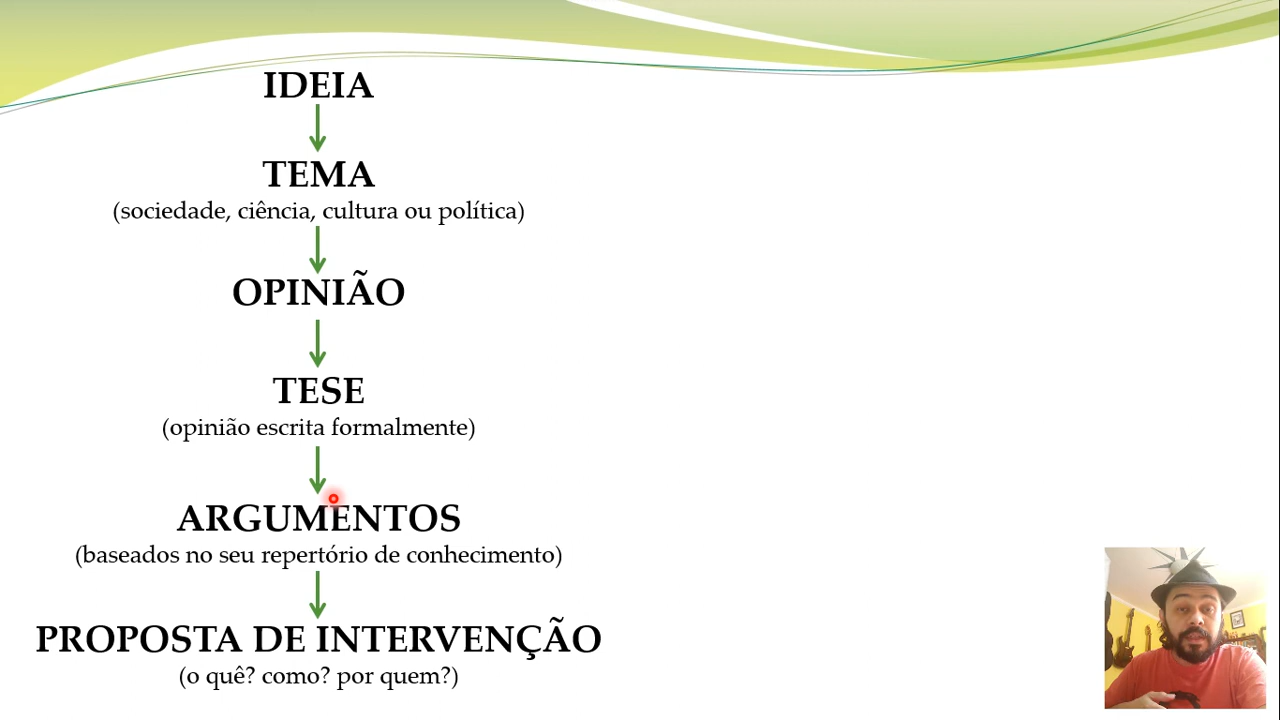 IDEIA
TEMA
(sociedade, ciência, cultura ou política)
OPINIÃO
TESE
(opinião escrita formalmente)
ARGUMENTOS
(baseados no seu repertório de conhecimento)
PROPOSTA DE INTERVENÇÃO
(o quê? como? por quem?)